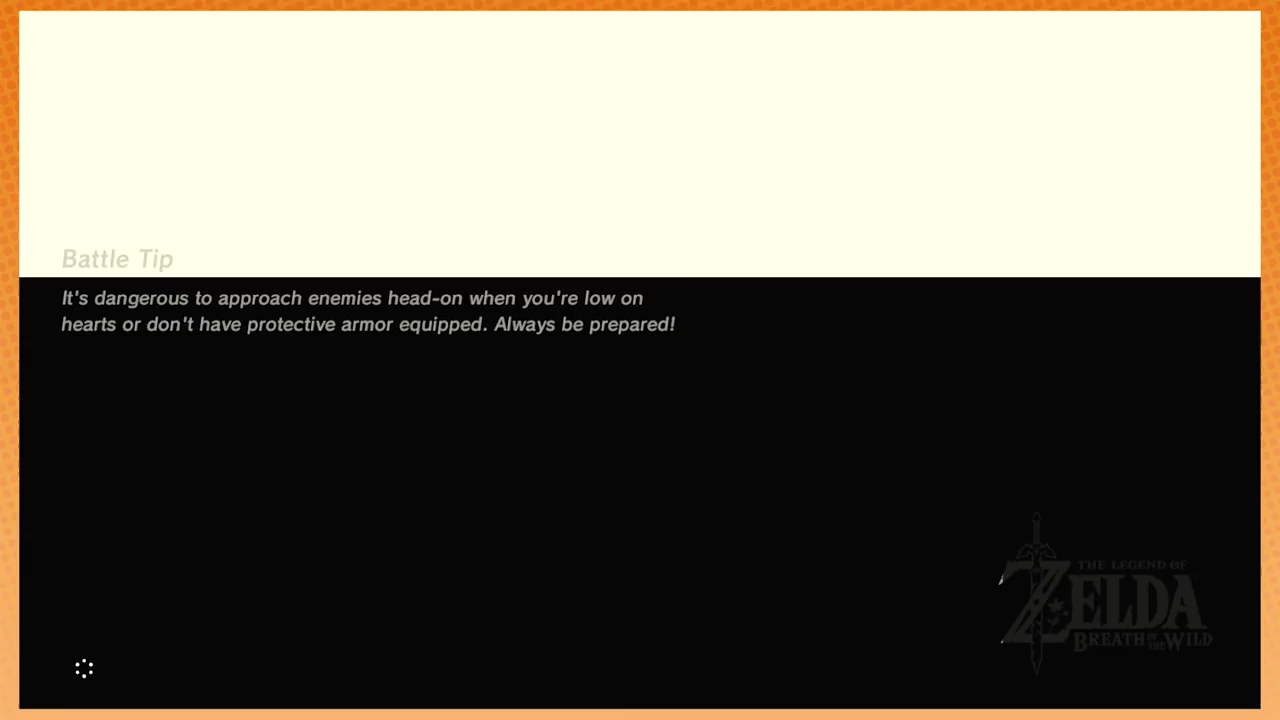 Battle Tip
It's dangerous to approach enemies head-on when you're low on
hearts or don't have protective armor equipped. Always be prepared!
THE LEGEND OF
ZELDA
BREATH OF THE WILD